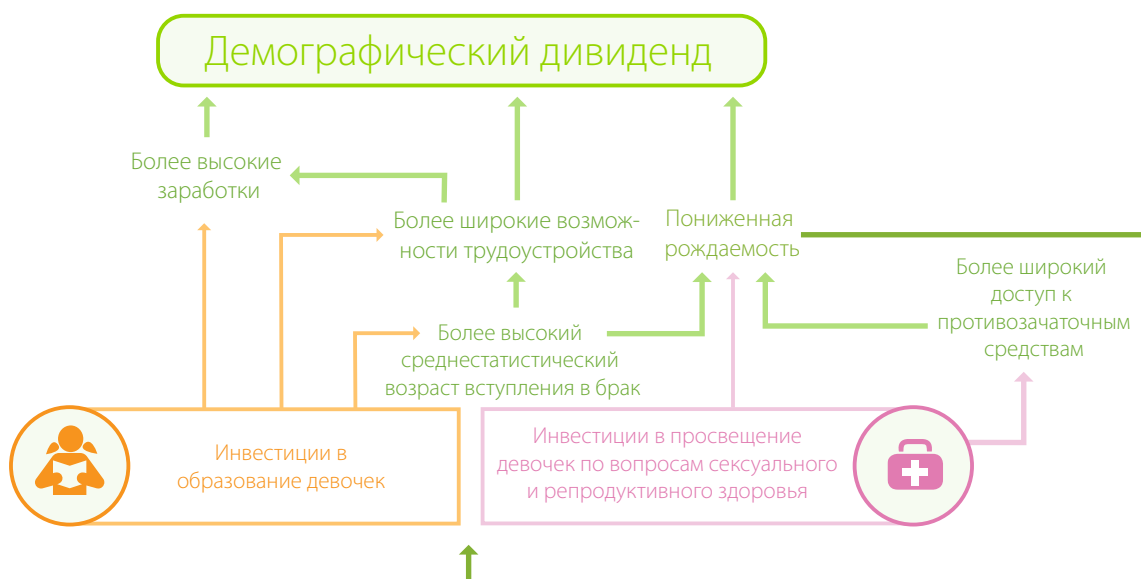 Демографический дивиденд
Более высокие
заработки
Более широкие возмож-
ности трудоустройства
Пониженная
рождаемость
Более широкий
доступ к
противозачаточным
средствам
Более высокий
среднестатистический
возраст вступления в брак
Инвестиции в
образование девочек
Инвестиции в просвещение
девочек по вопросам сексуального
и репродуктивного здоровья